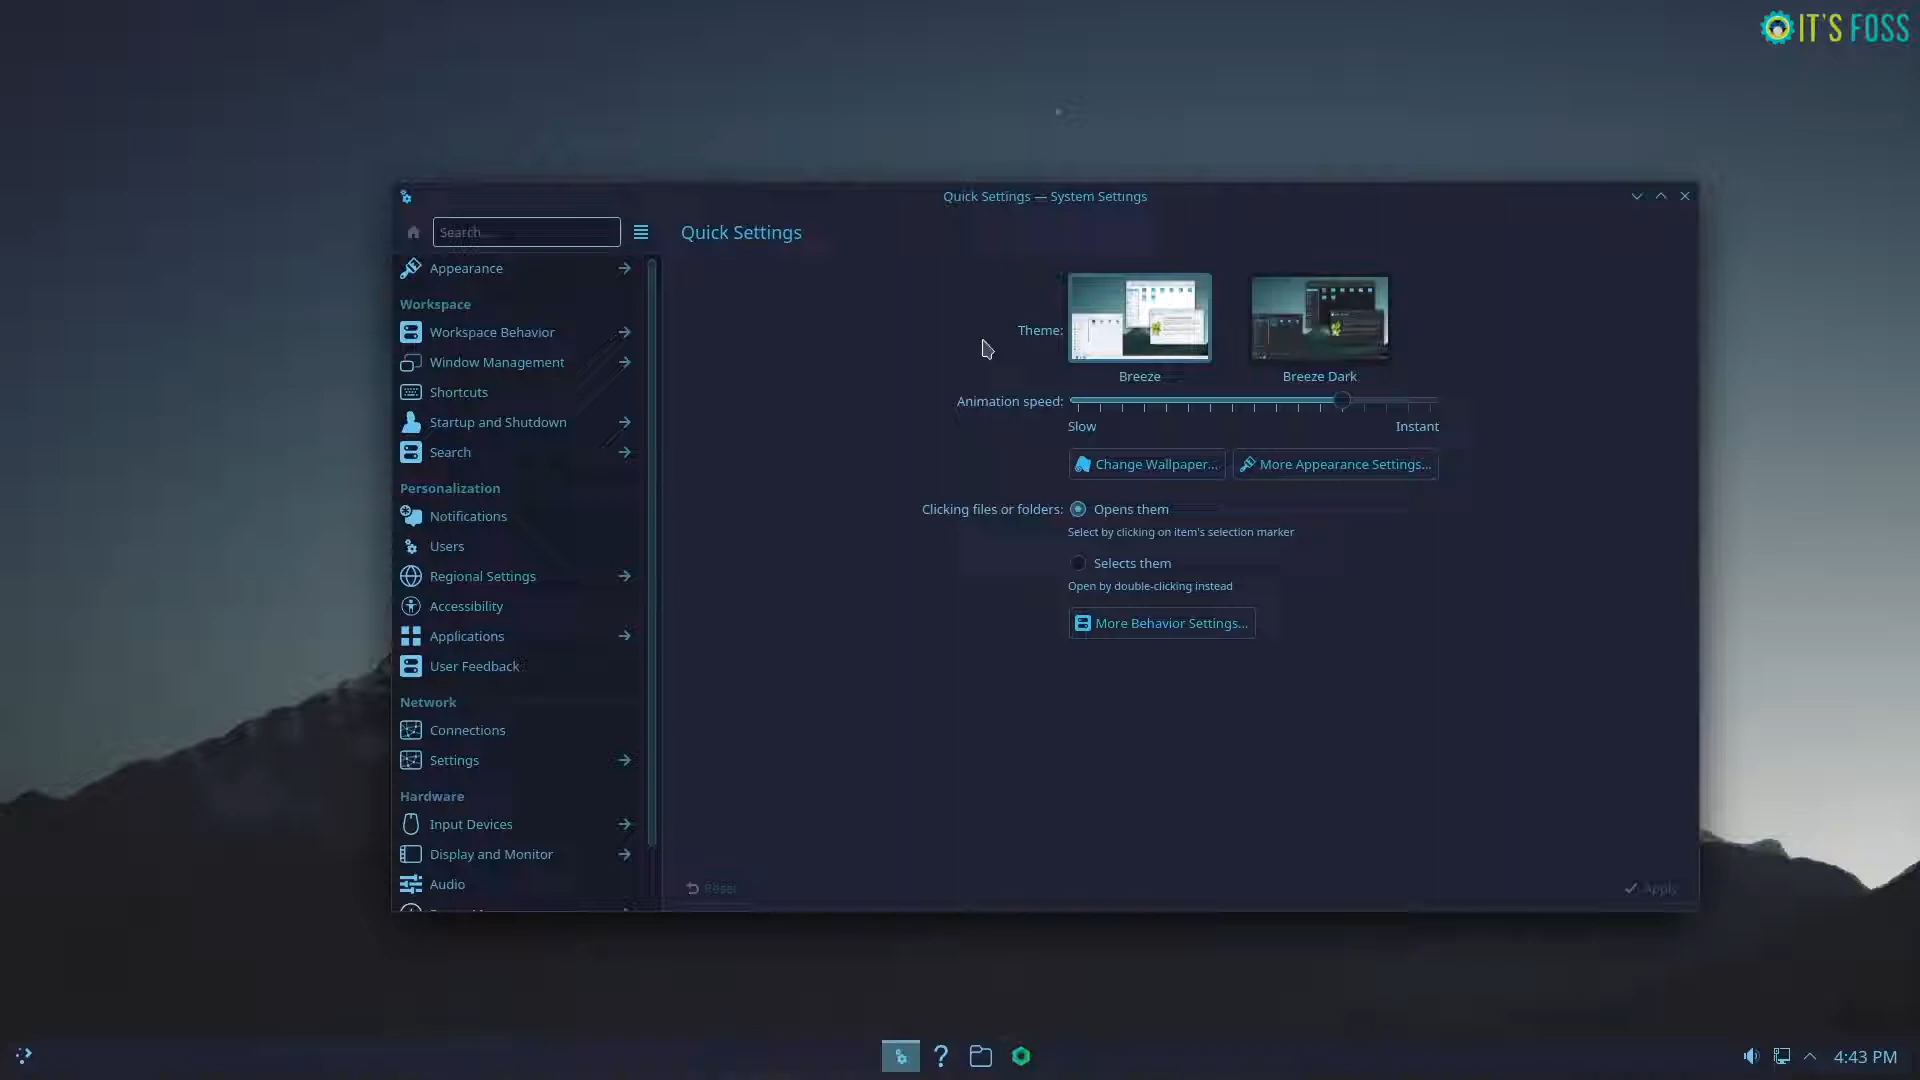 IT'S FOSS
Quick Settings — System Settings
Search...
Quick Settings
Appearance
Workspace
Workspace Behavior
Window Management
Shortcuts
Startup and Shutdown
Search
Personalization
Notifications
Users
Regional Settings
Accessibility
Applications
User Feedback
Network
Connections
Settings
Hardware
Input Devices
Display and Monitor
Audio
Theme:
Breeze
Breeze Dark
Animation speed:
Slow
Instant
Change Wallpaper...
More Appearance Settings...
Clicking files or folders:
Opens them
Select by clicking on item's selection marker
Selects them
Open by double-clicking instead
More Behavior Settings...
Reset
Apply
4:43 PM